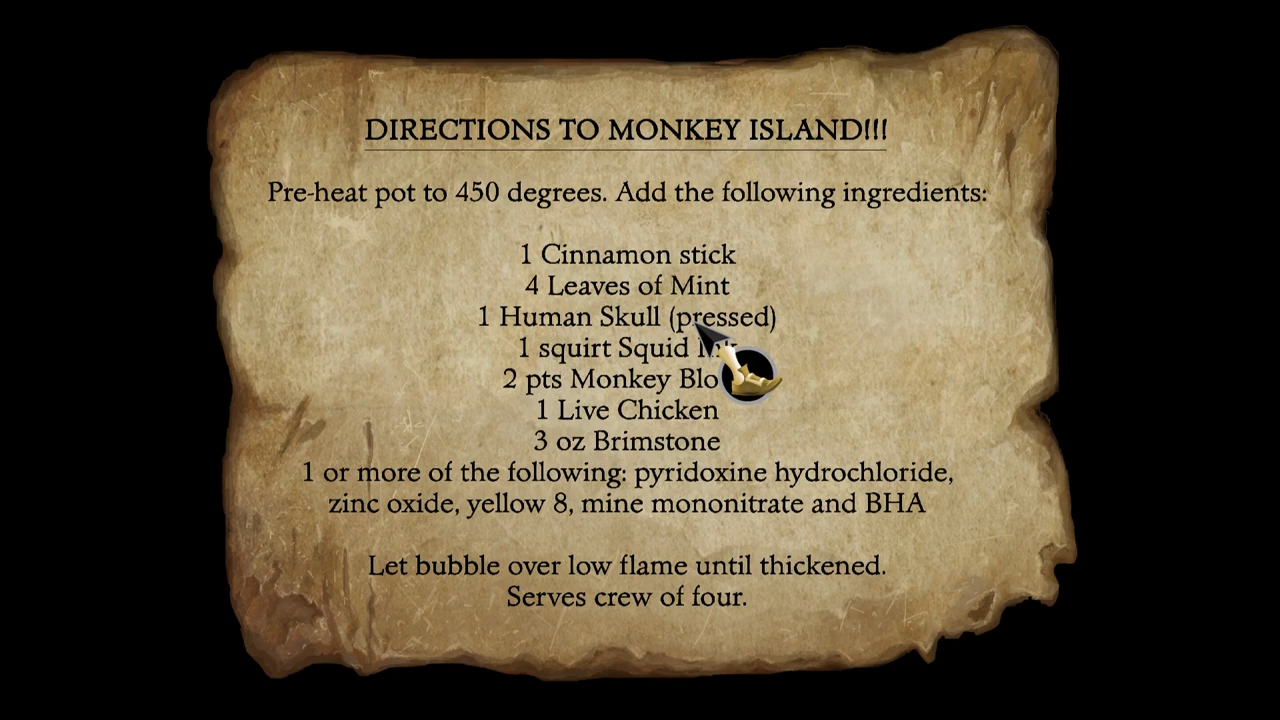 DIRECTIONS TO MONKEY ISLAND!!!
Pre-heat pot to 450 degrees. Add the following ingredients:
1 Cinnamon stick
4 Leaves of Mint
1 Human Skull (pressed)
1 squirt Squid
2 pts Monkey
1 Live Chicken
3 oz Brimstone
1 or more of the following: pyridoxine hydrochloride,
zinc oxide, yellow 8, mine mononitrate and BHA
Let bubble over low flame until thickened.
Serves crew of four.